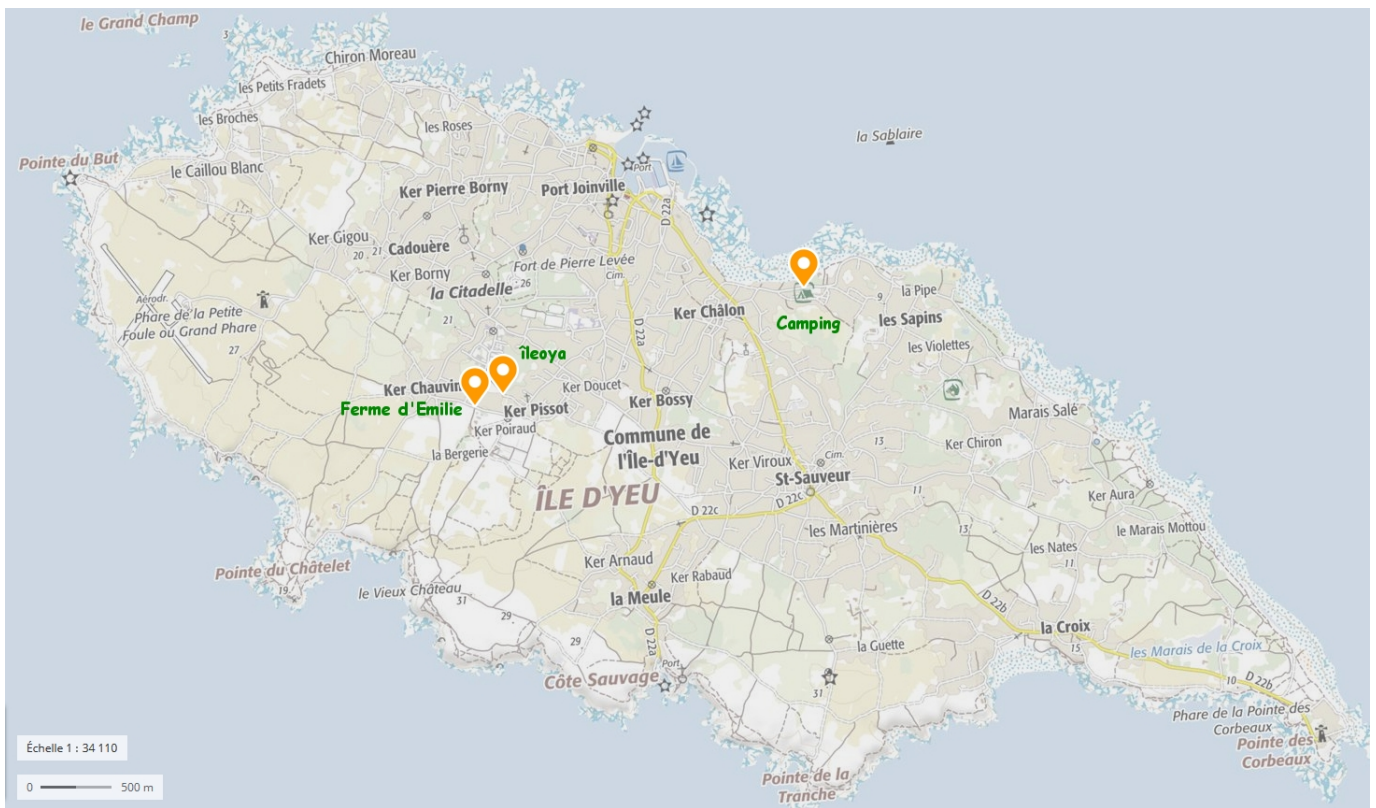 le Grand Champ
3
Chiron Moreau
les Petits Fradets
les Broches
les Roses
la Sablaire
Pointe du But
le Caillou Blanc
Port
Ker Pierre Borny
Port Joinville
D 22a
Ker Gigou
20
21
Cadouère
Ker Borny
Fort de Pierre Levée
Cim.
la Citadelle
26
Aérodr.
Phare de la Petite
Foule ou Grand Phare
27
21
D 22a
Ker Châlon
9
la Pipe
Camping
les Sapins
les Violettes
îleoya
Ker Chauvin
Ker Doucet
Ferme d'Emilie
Ker Pissot
Ker Bossy
Marais Salé
Ker Poiraud
la Bergerie
Commune de
l'Île-d'Yeu
13
Ker Chiron
Ker Viroux
Cim.
St-Sauveur
ÎLE D'YEU
D 22c
D 22c
11
Ker Aura
les Martinières
13
le Marais Mottou
les Nates
11
Ker Arnaud
Ker Rabaud
Pointe du Châtelet
19
le Vieux Château
31
29
la Meule
D 22b
la Croix
29
D 22a
la Guette
15
les Marais de la Croix
Port
Côte Sauvage
31
10
D 22b
Phare de la Pointe des
Corbeaux
Pointe des
Corbeaux
Pointe de la
Tranche
Échelle 1 : 34 110
0
500 m